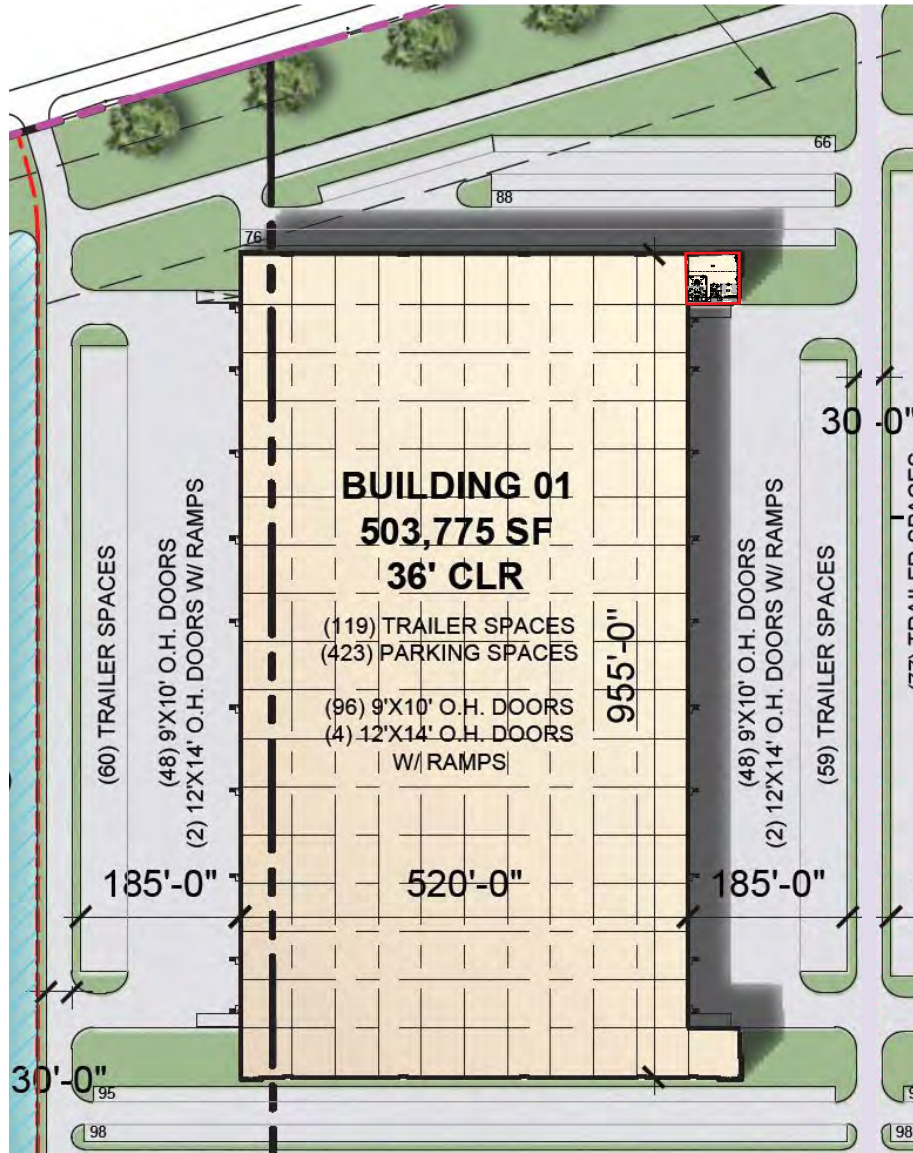 66
88
76
30'-0"
BUILDING 01
503,775 SF
36' CLR
(119) TRAILER SPACES
(423) PARKING SPACES
(96) 9'X10' O.H. DOORS
(4) 12'X14' O.H. DOORS
W/ RAMPS
955'-0"
(60) TRAILER SPACES
(48) 9'X10' O.H. DOORS
(2) 12'X14' O.H. DOORS W/ RAMPS
(48) 9'X10' O.H. DOORS
(2) 12'X14' O.H. DOORS W/ RAMPS
(59) TRAILER SPACES
185'-0"
520'-0"
185'-0"
30'-0"
95
98
98